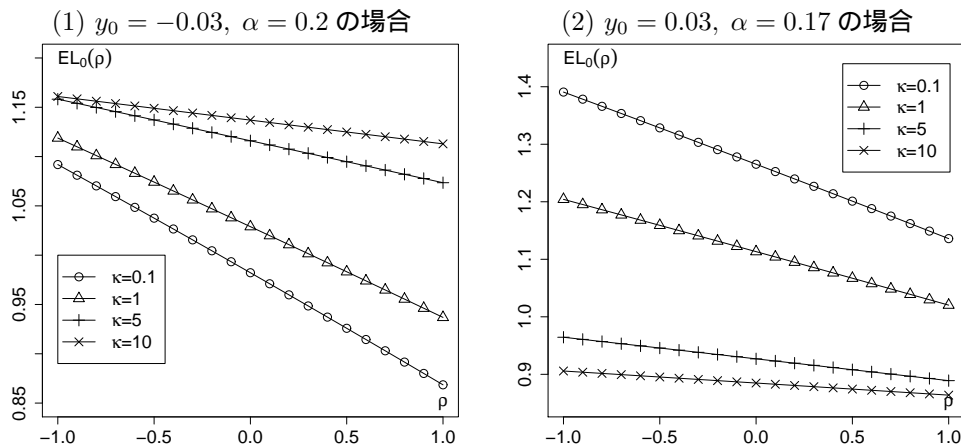 (1) y₀ = −0.03, α = 0.2 の場合
EL₀(ρ)
1.15
1.05
0.95
0.85
κ=0.1
κ=1
κ=5
κ=10
ρ
−1.0 −0.5 0.0 0.5 1.0
(2) y₀ = 0.03, α = 0.17 の場合
EL₀(ρ)
1.4
1.3
1.2
1.1
1.0
0.9
κ=0.1
κ=1
κ=5
κ=10
ρ
−1.0 −0.5 0.0 0.5 1.0